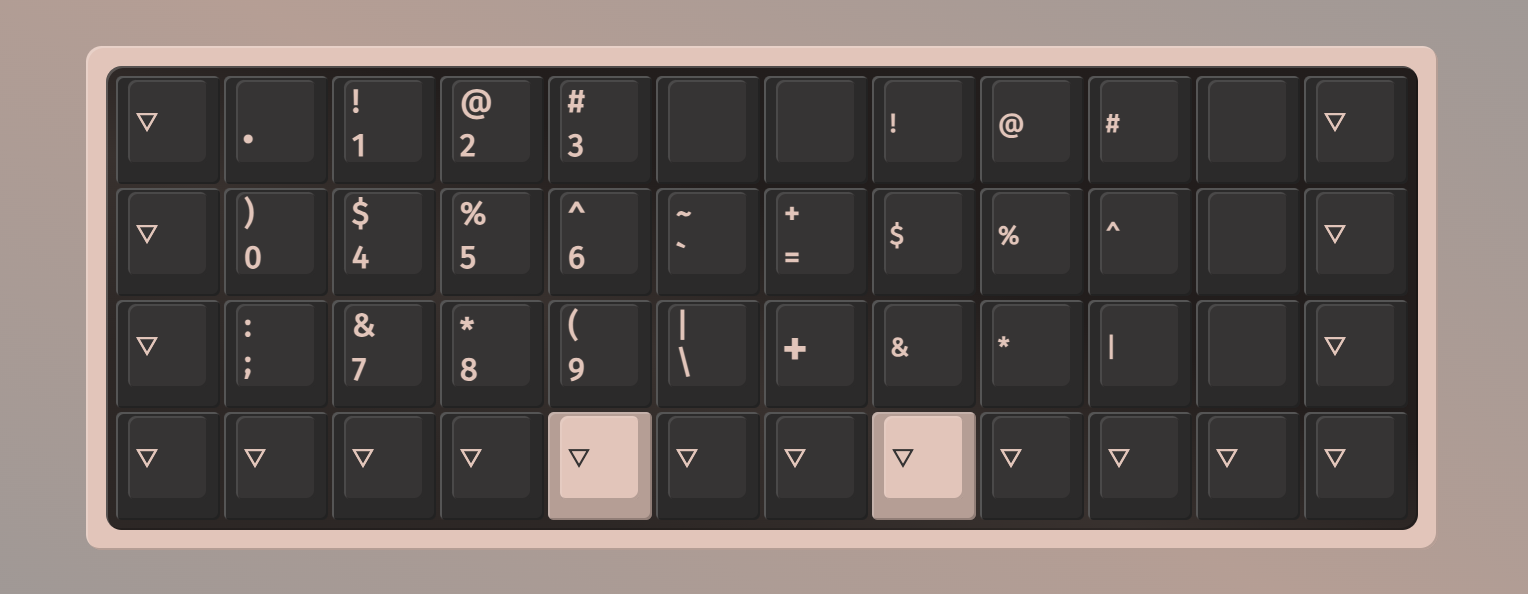 ▽ . ! @ # ! @ # ▽
1 2 3
▽ ) $ % ^ ~ + $ % ^ ▽
0 4 5 6 ` =
▽ : & * ( | + & * | ▽
; 7 8 9 \
▽ ▽ ▽ ▽ ▽ ▽ ▽ ▽ ▽ ▽ ▽ ▽